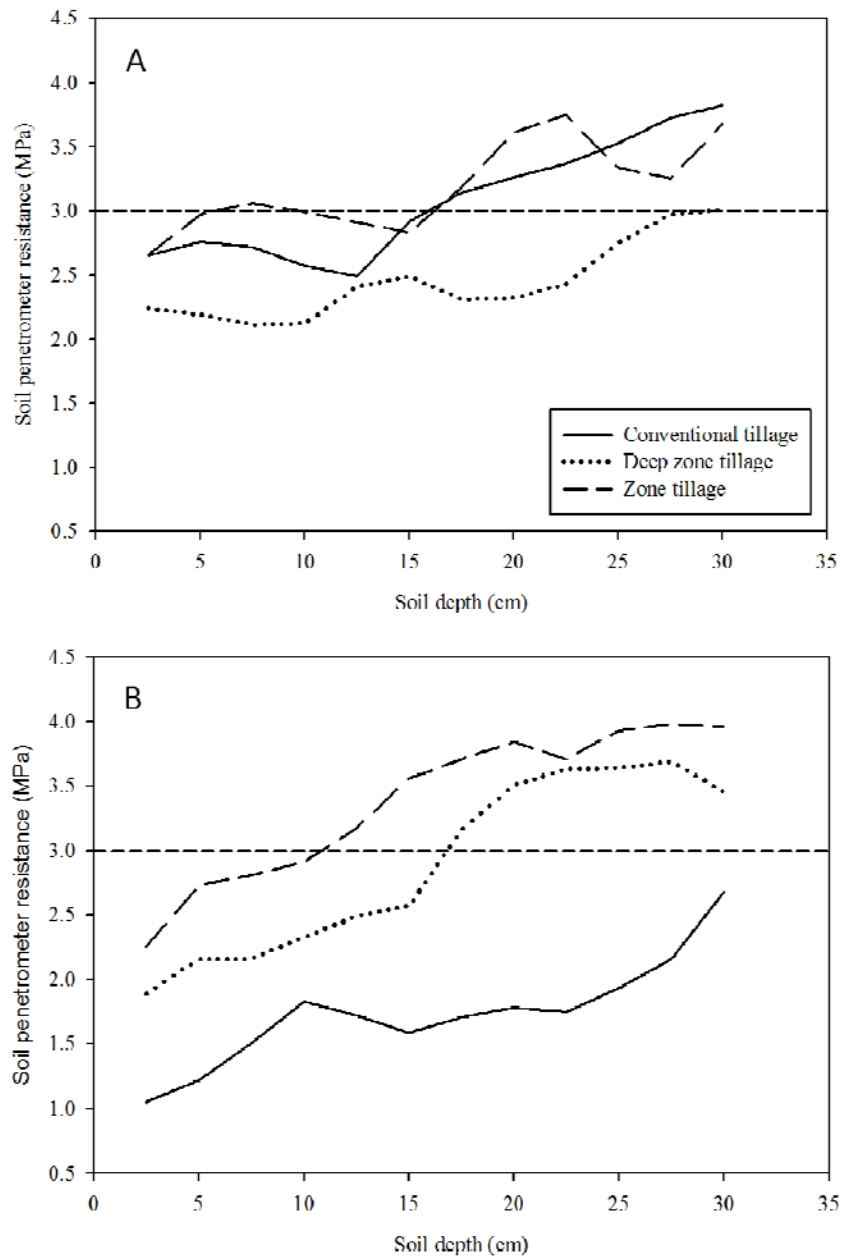 4.5
A
4.0
3.5
3.0
2.5
2.0
1.5
1.0
0.5
Soil penetrometer resistance (MPa)
Conventional tillage
Deep zone tillage
Zone tillage
0 5 10 15 20 25 30 35
Soil depth (cm)
4.5
B
4.0
3.5
3.0
2.5
2.0
1.5
1.0
0.5
Soil penetrometer resistance (MPa)
0 5 10 15 20 25 30 35
Soil depth (cm)